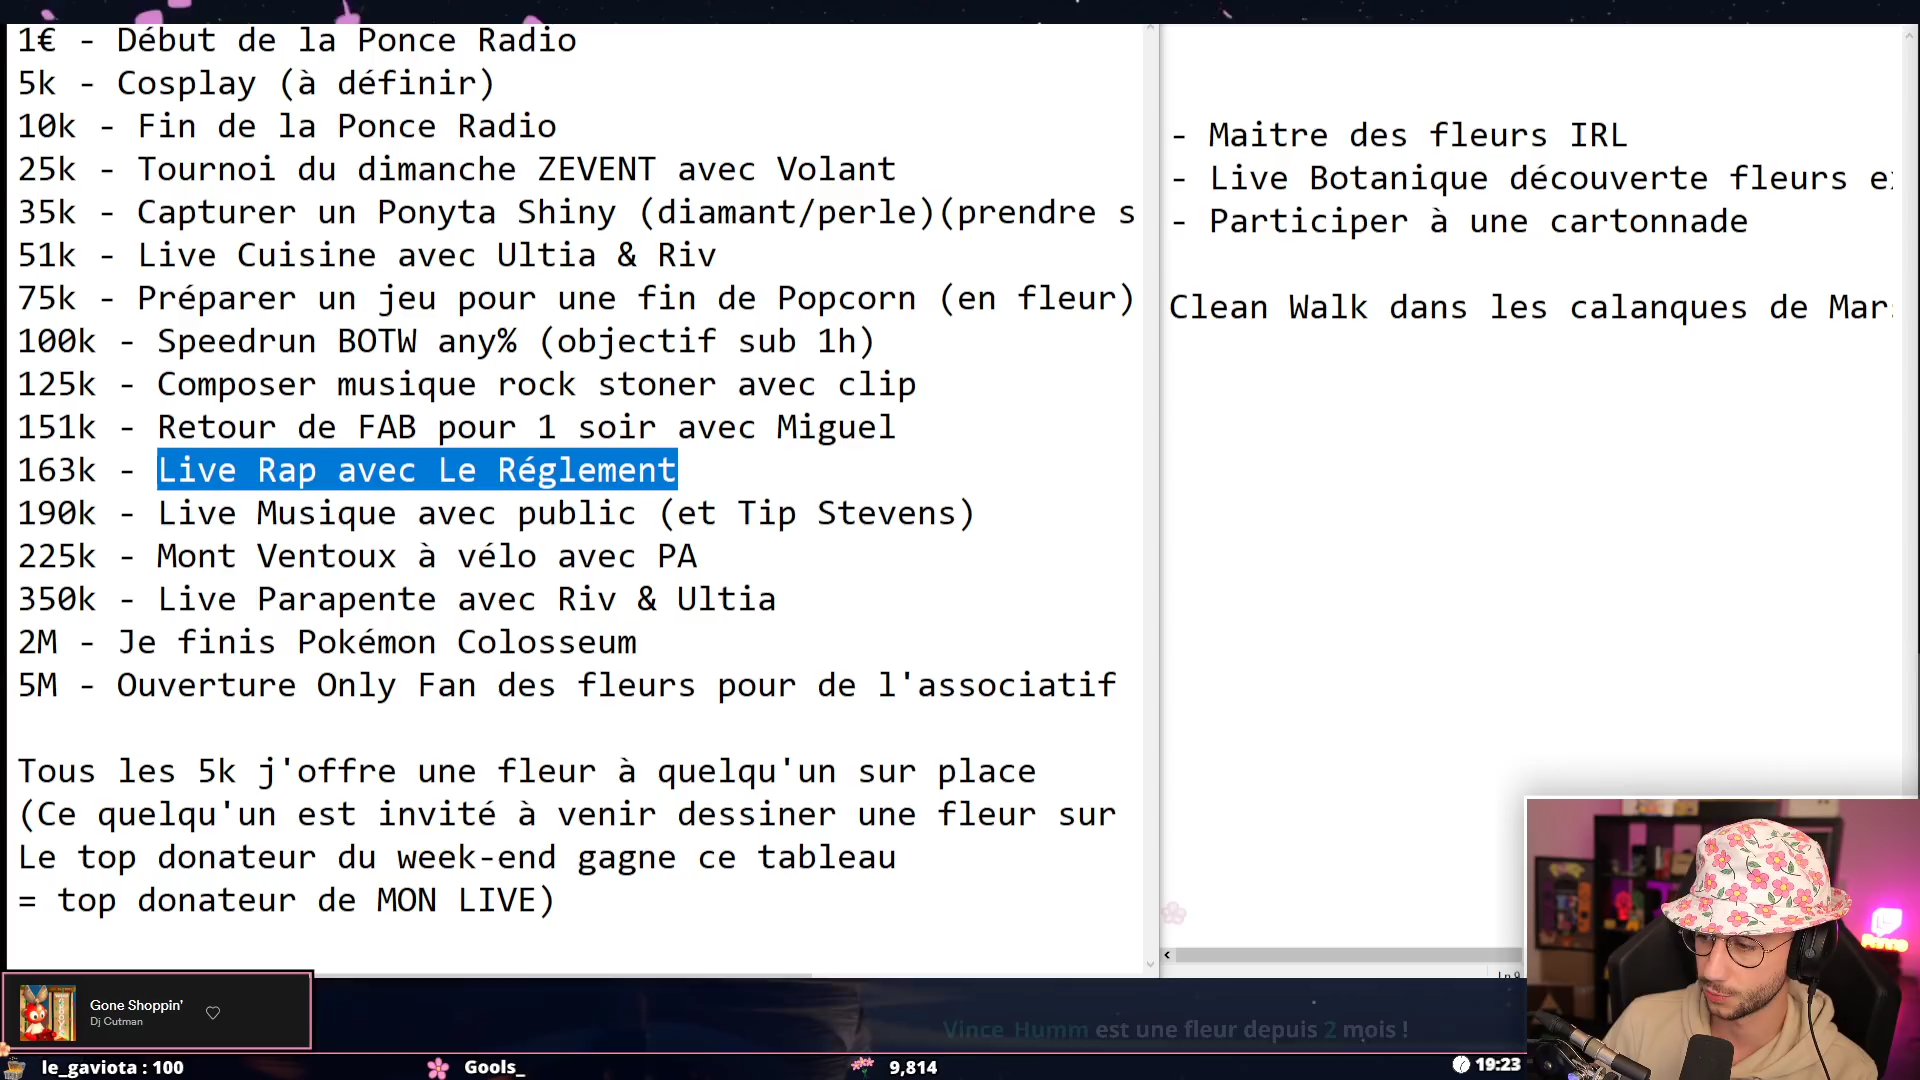 1€ - Début de la Ponce Radio
5k - Cosplay (à définir)
10k - Fin de la Ponce Radio
25k - Tournoi du dimanche ZEVENT avec Volant
35k - Capturer un Ponyta Shiny (diamant/perle)(prendre s
51k - Live Cuisine avec Ultia & Riv
75k - Préparer un jeu pour une fin de Popcorn (en fleur)
100k - Speedrun BOTW any% (objectif sub 1h)
125k - Composer musique rock stoner avec clip
151k - Retour de FAB pour 1 soir avec Miguel
163k - Live Rap avec Le Réglement
190k - Live Musique avec public (et Tip Stevens)
225k - Mont Ventoux à vélo avec PA
350k - Live Parapente avec Riv & Ultia
2M - Je finis Pokémon Colosseum
5M - Ouverture Only Fan des fleurs pour de l'associatif
Tous les 5k j'offre une fleur à quelqu'un sur place
(Ce quelqu'un est invité à venir dessiner une fleur sur
Le top donateur du week-end gagne ce tableau
= top donateur de MON LIVE)
- Maitre des fleurs IRL
- Live Botanique découverte fleurs e
- Participer à une cartonnade
Clean Walk dans les calanques de Mar
Gone Shoppin'
Dj Cutman
Vince_Humm est une fleur depuis 2 mois !
le_gaviota : 100
Gools_
9,814
19:23